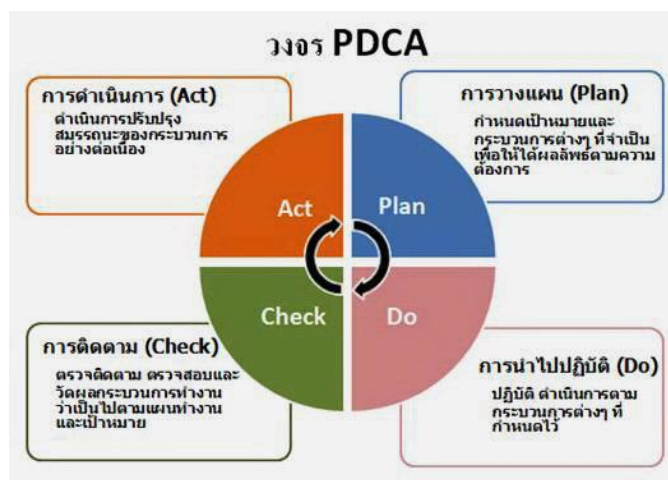 วงจร PDCA
การดำเนินการ (Act)
ดำเนินการปรับปรุง
สมรรถนะของกระบวนการ
อย่างต่อเนื่อง
การวางแผน (Plan)
กำหนดเป้าหมายและ
กระบวนการต่างๆ ที่จำเป็น
เพื่อให้ได้ผลลัพธ์ตามความ
ต้องการ
Act
Plan
Check
Do
การติดตาม (Check)
ตรวจติดตาม ตรวจสอบและ
วัดผลกระบวนการทำงาน
ว่าเป็นไปตามแผนทำงาน
และเป้าหมาย
การนำไปปฏิบัติ (Do)
ปฏิบัติ ดำเนินการตาม
กระบวนการต่างๆ ที่
กำหนดไว้